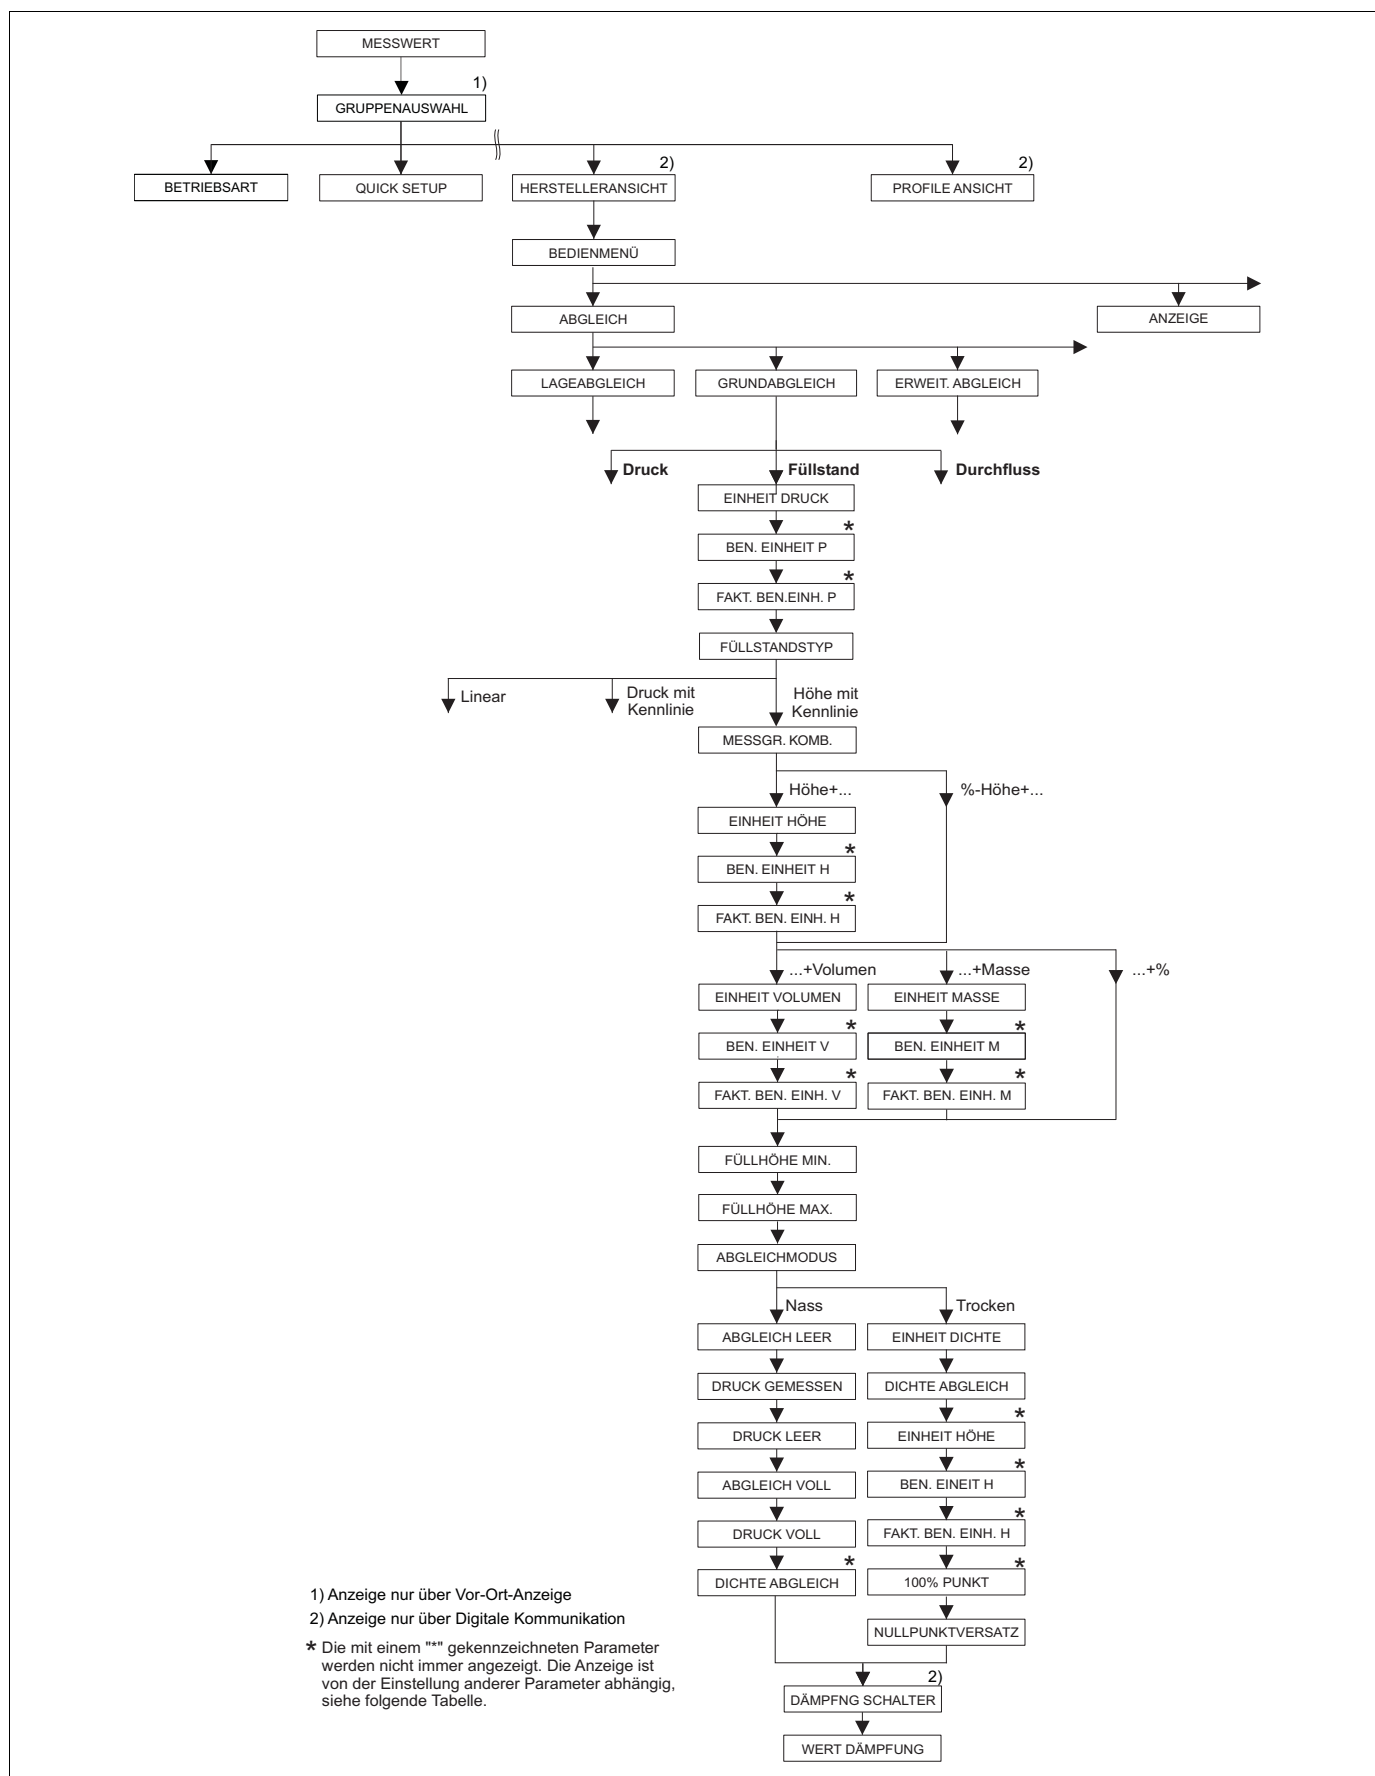 MESSWERT
1)
GRUPPENAUSWAHL
2)
2)
BETRIEBSART
QUICK SETUP
HERSTELLERANSICHT
PROFILE ANSICHT
BEDIENMENÜ
ABGLEICH
ANZEIGE
LAGEABGLEICH
GRUNDABGLEICH
ERWEIT. ABGLEICH
Druck
Füllstand
Durchfluss
EINHEIT DRUCK
*
BEN. EINHEIT P
*
FAKT. BEN.EINH. P
FÜLLSTANDSTYP
Linear
Druck mit
Kennlinie
Höhe mit
Kennlinie
MESSGR. KOMB.
Höhe+...
%-Höhe+...
EINHEIT HÖHE
*
BEN. EINHEIT H
*
FAKT. BEN. EINH. H
...+Volumen
...+Masse
...+%
EINHEIT VOLUMEN
EINHEIT MASSE
*
*
BEN. EINHEIT V
BEN. EINHEIT M
*
*
FAKT. BEN. EINH. V
FAKT. BEN. EINH. M
FÜLLHÖHE MIN.
FÜLLHÖHE MAX.
ABGLEICHMODUS
Nass
Trocken
ABGLEICH LEER
EINHEIT DICHTE
DRUCK GEMESSEN
DICHTE ABGLEICH
*
DRUCK LEER
EINHEIT HÖHE
*
ABGLEICH VOLL
BEN. EINEIT H
*
DRUCK VOLL
FAKT. BEN. EINH. H
*
*
DICHTE ABGLEICH
100% PUNKT
NULLPUNKTVERSATZ
2)
DÄMPFNG SCHALTER
WERT DÄMPFUNG
1) Anzeige nur über Vor-Ort-Anzeige
2) Anzeige nur über Digitale Kommunikation
* Die mit einem "*" gekennzeichneten Parameter
werden nicht immer angezeigt. Die Anzeige ist
von der Einstellung anderer Parameter abhängig,
siehe folgende Tabelle.